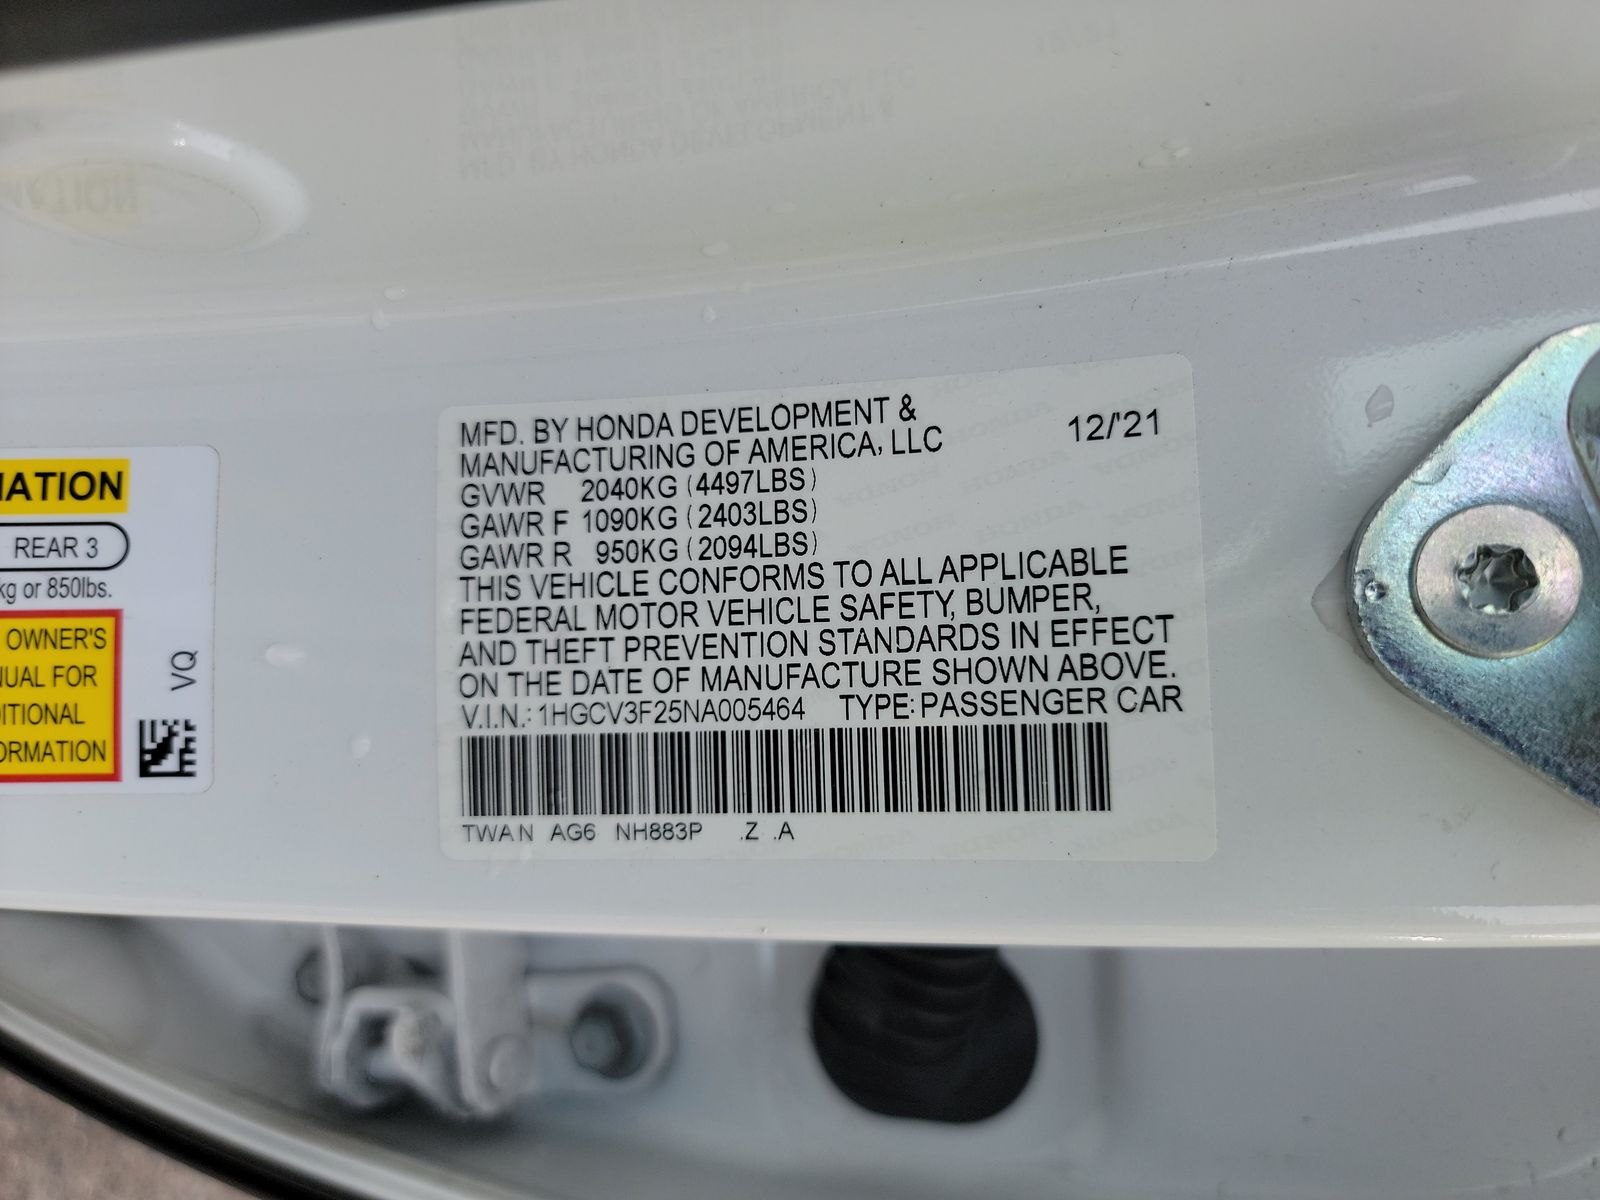 MFD. BY HONDA DEVELOPMENT &
MANUFACTURING OF AMERICA, LLC
12/'21
GVWR 2040KG (4497LBS)
GAWR F 1090KG (2403LBS)
GAWR R 950KG (2094LBS)
THIS VEHICLE CONFORMS TO ALL APPLICABLE
FEDERAL MOTOR VEHICLE SAFETY, BUMPER,
AND THEFT PREVENTION STANDARDS IN EFFECT
ON THE DATE OF MANUFACTURE SHOWN ABOVE.
V.I.N.: 1HGCV3F25NA005464 TYPE: PASSENGER CAR
TWAN AG6 NH883P .Z .A
MATION
REAR 3
kg or 850lbs.
OWNER'S
NUAL FOR
DITIONAL
ORMATION
VQ